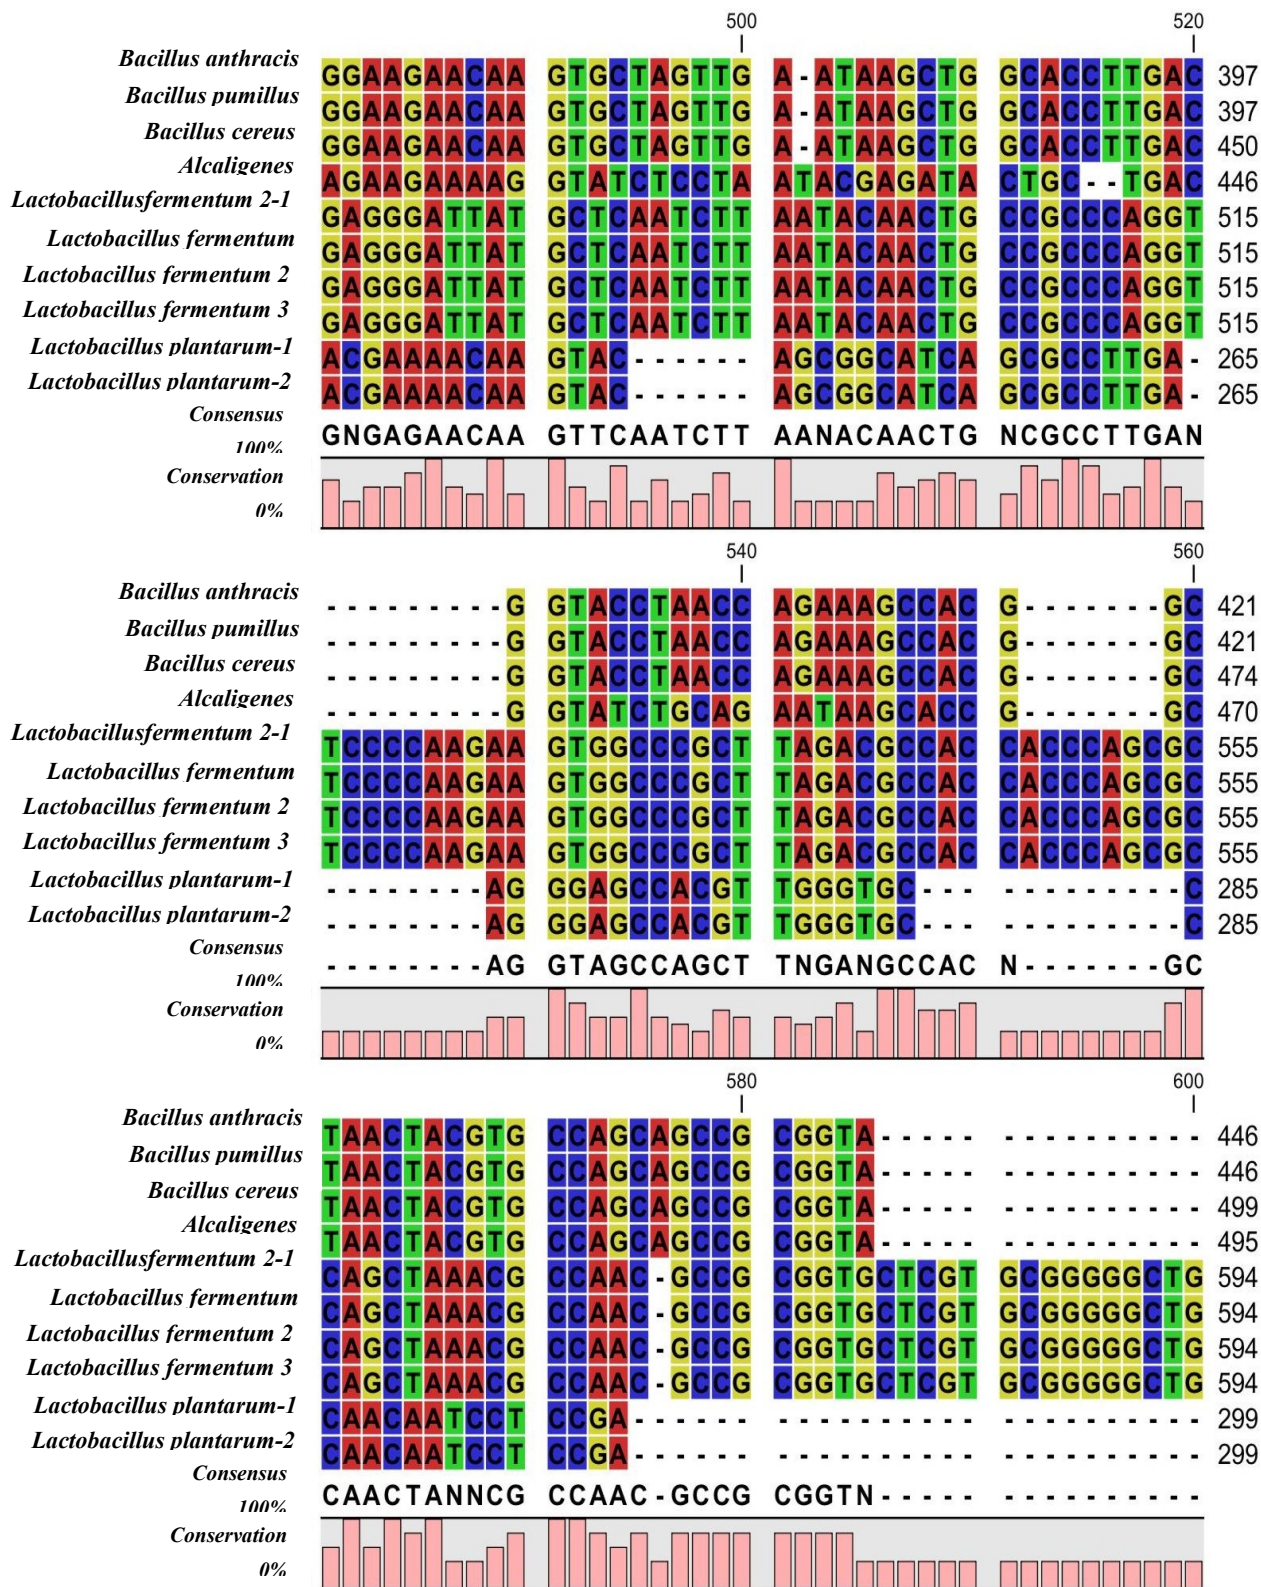 500 520
Bacillus anthracis GGAAGAACAA GTGCTAGTTG A-ATAAGCTG GCACCTTGAC 397
Bacillus pumillus GGAAGAACAA GTGCTAGTTG A-ATAAGCTG GCACCTTGAC 397
Bacillus cereus GGAAGAACAA GTGCTAGTTG A-ATAAGCTG GCACCTTGAC 450
Alcaligenes AGAAGAAAAG GTATCTCCTA ATACGAGATA CTGC--TGAC 446
Lactobacillusfermentum 2-1 GAGGGATTAT GCTCAATCTT AATACAACTG CCGCCCAGGT 515
Lactobacillus fermentum GAGGGATTAT GCTCAATCTT AATACAACTG CCGCCCAGGT 515
Lactobacillus fermentum 2 GAGGGATTAT GCTCAATCTT AATACAACTG CCGCCCAGGT 515
Lactobacillus fermentum 3 GAGGGATTAT GCTCAATCTT AATACAACTG CCGCCCAGGT 515
Lactobacillus plantarum-1 ACGAAAACAA GTAC------ AGCGGCATCA GCGCCTTGA- 265
Lactobacillus plantarum-2 ACGAAAACAA GTAC------ AGCGGCATCA GCGCCTTGA- 265
Consensus GNGAGAACAA GTTCAATCTT AANACAACTG NCGCCTTGAN
100%
Conservation
0%
540 560
Bacillus anthracis ---------G GTACCTAACC AGAAAGCCAC G-------GC 421
Bacillus pumillus ---------G GTACCTAACC AGAAAGCCAC G-------GC 421
Bacillus cereus ---------G GTACCTAACC AGAAAGCCAC G-------GC 474
Alcaligenes ---------G GTATCTGCAG AATAAGCACC G-------GC 470
Lactobacillusfermentum 2-1 TCCCCAAGAA GTGGCCCGCT TAGACGCCAC CACCCAGCGC 555
Lactobacillus fermentum TCCCCAAGAA GTGGCCCGCT TAGACGCCAC CACCCAGCGC 555
Lactobacillus fermentum 2 TCCCCAAGAA GTGGCCCGCT TAGACGCCAC CACCCAGCGC 555
Lactobacillus fermentum 3 TCCCCAAGAA GTGGCCCGCT TAGACGCCAC CACCCAGCGC 555
Lactobacillus plantarum-1 --------AG GGAGCCACGT TGGGTGC--- ---------C 285
Lactobacillus plantarum-2 --------AG GGAGCCACGT TGGGTGC--- ---------C 285
Consensus --------AG GTAGCCAGCT TNGANGCCAC N-------GC
100%
Conservation
0%
580 600
Bacillus anthracis TAACTACGTG CCAGCAGCCG CGGTA----- ---------- 446
Bacillus pumillus TAACTACGTG CCAGCAGCCG CGGTA----- ---------- 446
Bacillus cereus TAACTACGTG CCAGCAGCCG CGGTA----- ---------- 499
Alcaligenes TAACTACGTG CCAGCAGCCG CGGTA----- ---------- 495
Lactobacillusfermentum 2-1 CAGCTAAACG CCAAC-GCCG CGGTGCTCGT GCGGGGGCTG 594
Lactobacillus fermentum CAGCTAAACG CCAAC-GCCG CGGTGCTCGT GCGGGGGCTG 594
Lactobacillus fermentum 2 CAGCTAAACG CCAAC-GCCG CGGTGCTCGT GCGGGGGCTG 594
Lactobacillus fermentum 3 CAGCTAAACG CCAAC-GCCG CGGTGCTCGT GCGGGGGCTG 594
Lactobacillus plantarum-1 CAACAATCCT CCGA------ ---------- ---------- 299
Lactobacillus plantarum-2 CAACAATCCT CCGA------ ---------- ---------- 299
Consensus CAACTANNCG CCAAC-GCCG CGGTN----- ----------
100%
Conservation
0%